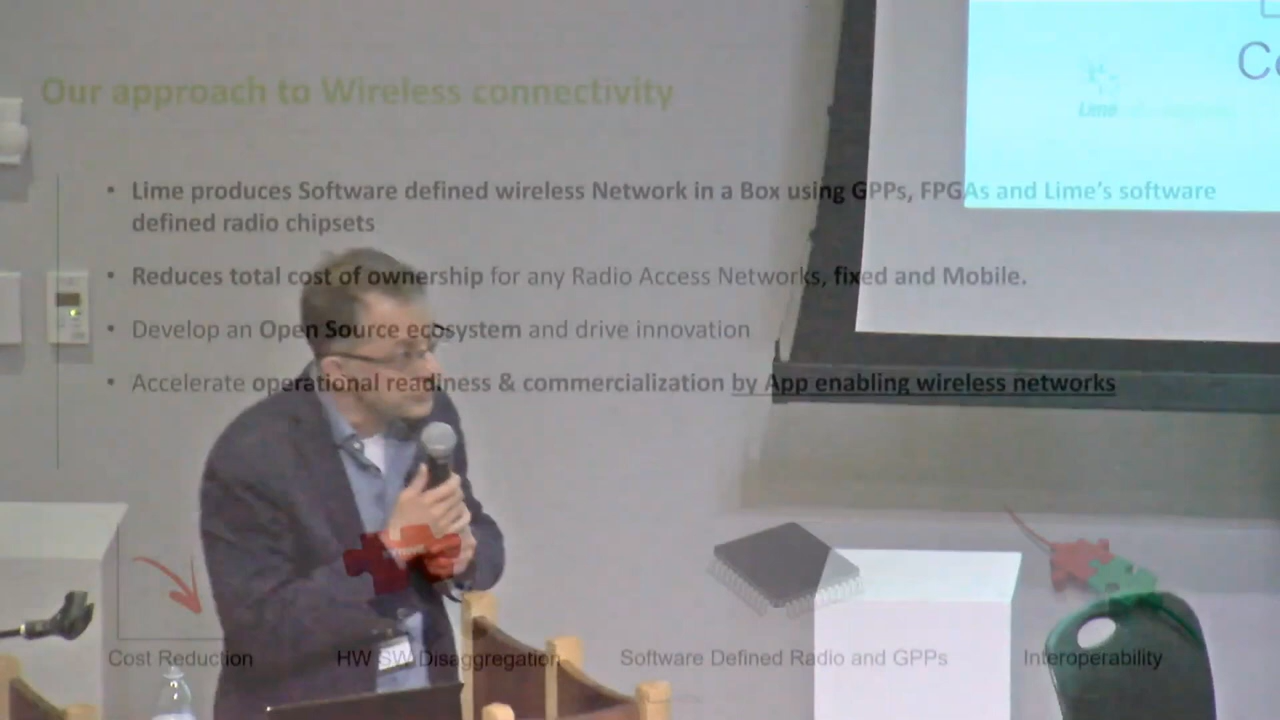 Co
Our approach to Wireless connectivity
Lime
• Lime produces Software defined wireless Network in a Box using GPPs, FPGAs and Lime's software
defined radio chipsets
• Reduces total cost of ownership for any Radio Access Networks, fixed and Mobile.
• Develop an Open Source ecosystem and drive innovation
• Accelerate operational readiness & commercialization by App enabling wireless networks
Cost Reduction
HW SW Disaggregation
Software Defined Radio and GPPs
Interoperability